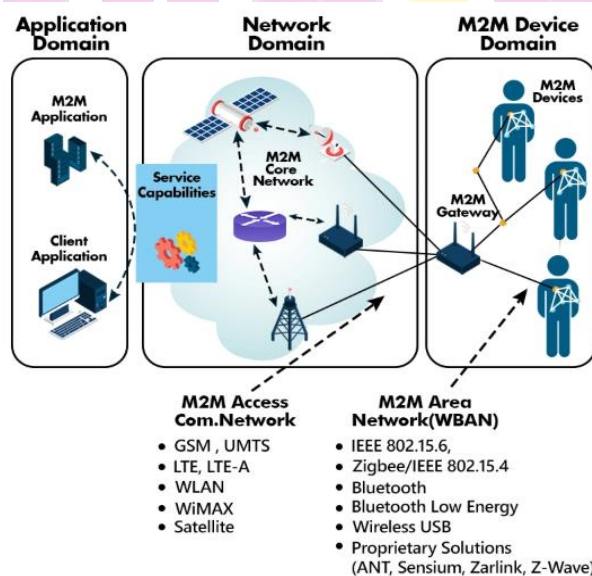 Application
Domain
Network
Domain
M2M Device
Domain
M2M
Application
Client
Application
Service
Capabilities
M2M
Core
Network
M2M
Gateway
M2M
Devices
M2M Access
Com.Network
• GSM , UMTS
• LTE, LTE-A
• WLAN
• WiMAX
• Satellite
M2M Area
Network(WBAN)
• IEEE 802.15.6,
• Zigbee/IEEE 802.15.4
• Bluetooth
• Bluetooth Low Energy
• Wireless USB
• Proprietary Solutions
(ANT, Sensium, Zarlink, Z-Wave)